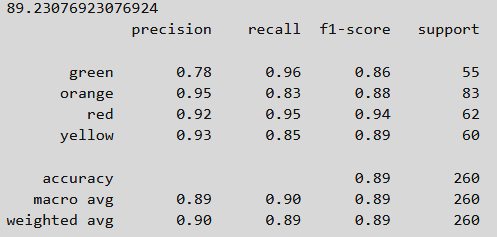 89.23076923076924
precision recall f1-score support
green 0.78 0.96 0.86 55
orange 0.95 0.83 0.88 83
red 0.92 0.95 0.94 62
yellow 0.93 0.85 0.89 60
accuracy 0.89 260
macro avg 0.89 0.90 0.89 260
weighted avg 0.90 0.89 0.89 260